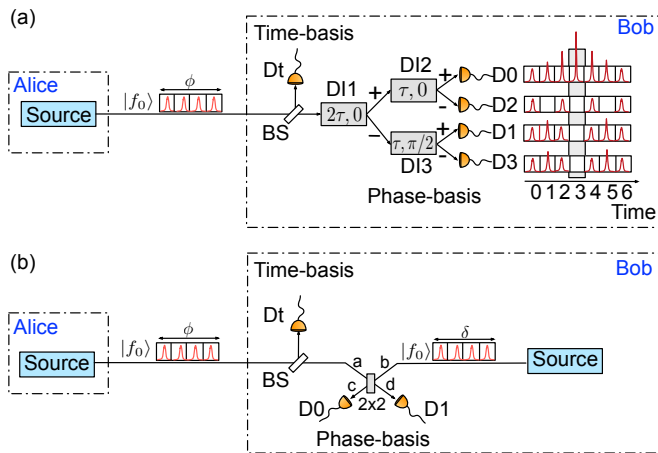 (a)
Time-basis
Bob
Alice
Source
ϕ
|f₀⟩
Dt
BS
DI1
2τ, 0
+
-
DI2
τ, 0
+
-
τ, π/2
DI3
+
-
D0
D2
D1
D3
Phase-basis
0 1 2 3 4 5 6
Time
(b)
Time-basis
Bob
Alice
Source
ϕ
|f₀⟩
Dt
BS
a
b
c
d
2x2
|f₀⟩
δ
Source
D0
D1
Phase-basis